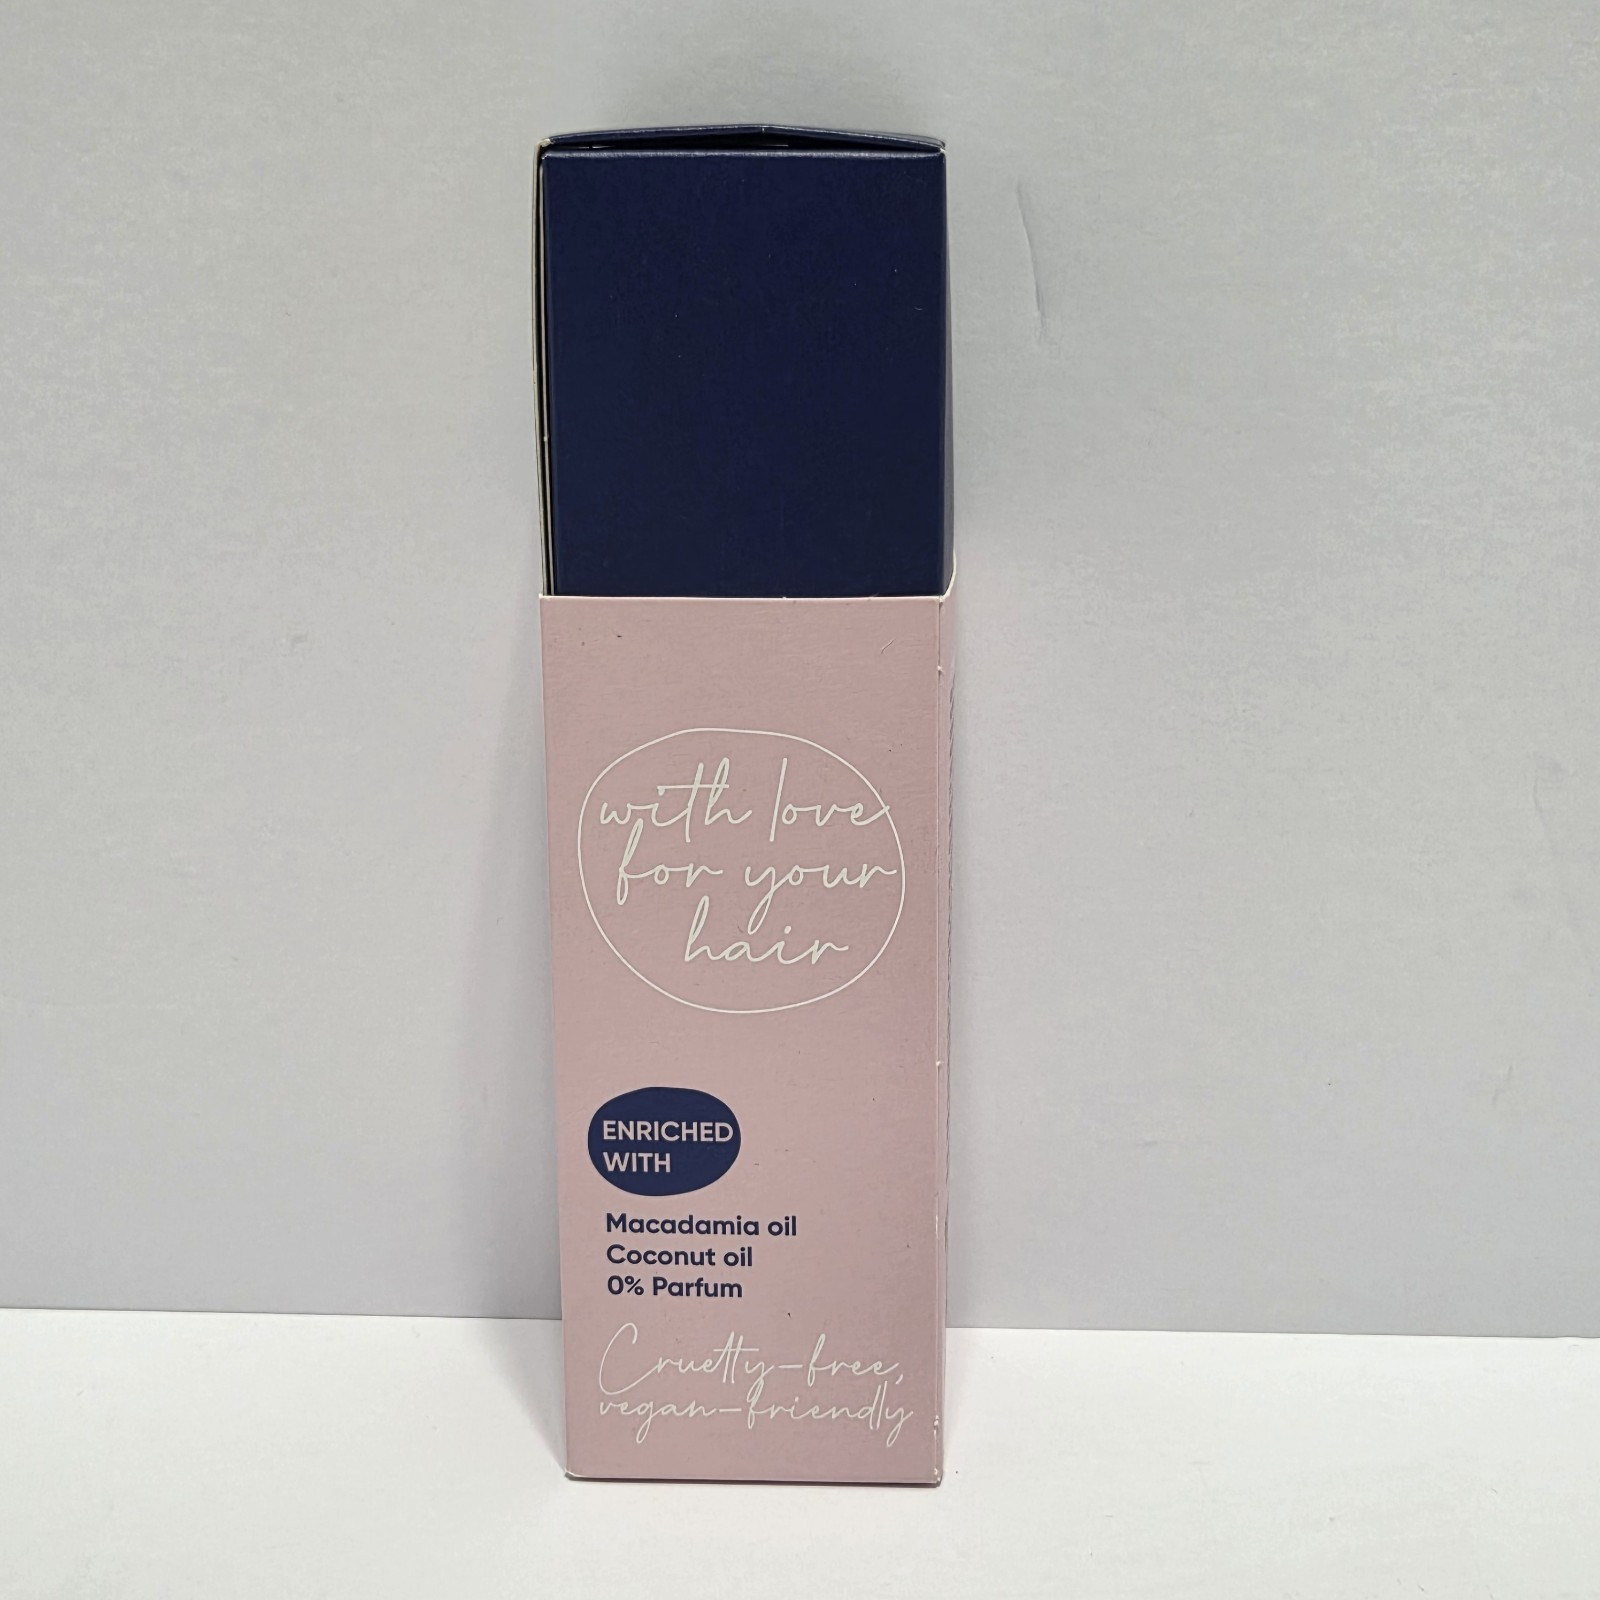 with love
for your
hair
ENRICHED
WITH
Macadamia oil
Coconut oil
0% Parfum
Cruelty-free,
vegan-friendly